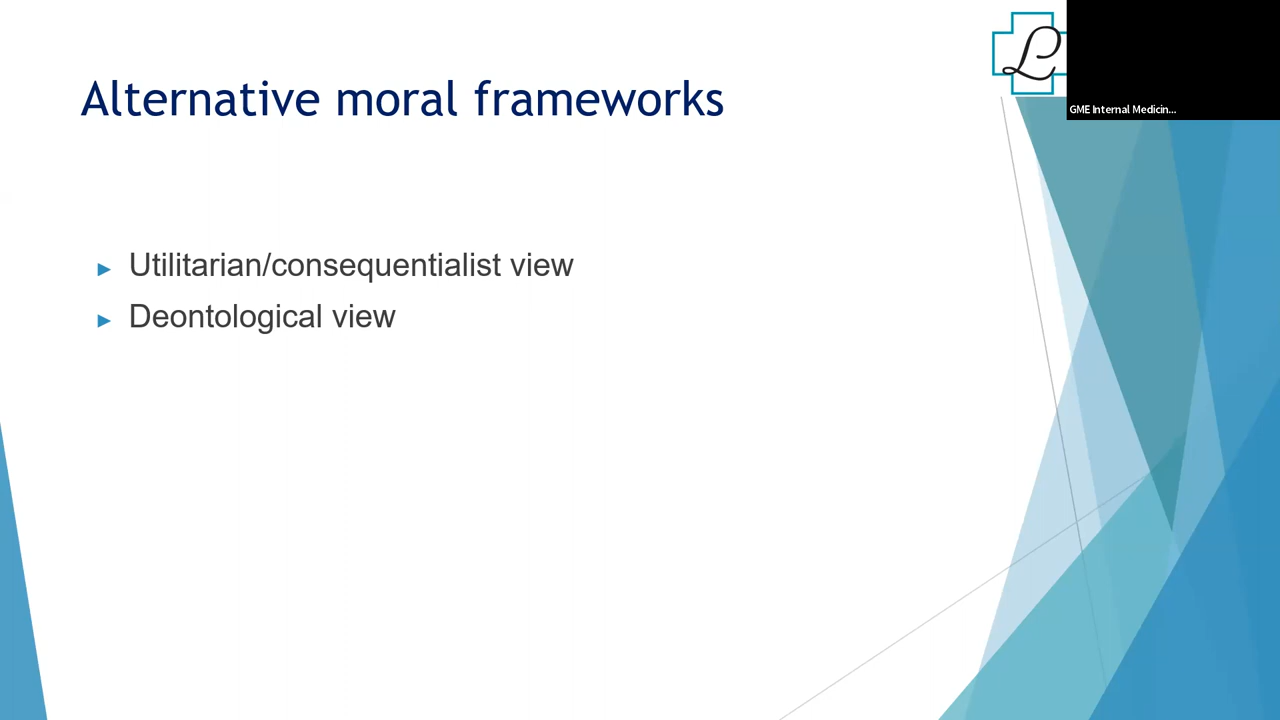 Alternative moral frameworks
GME Internal Medicin...
Utilitarian/consequentialist view
Deontological view